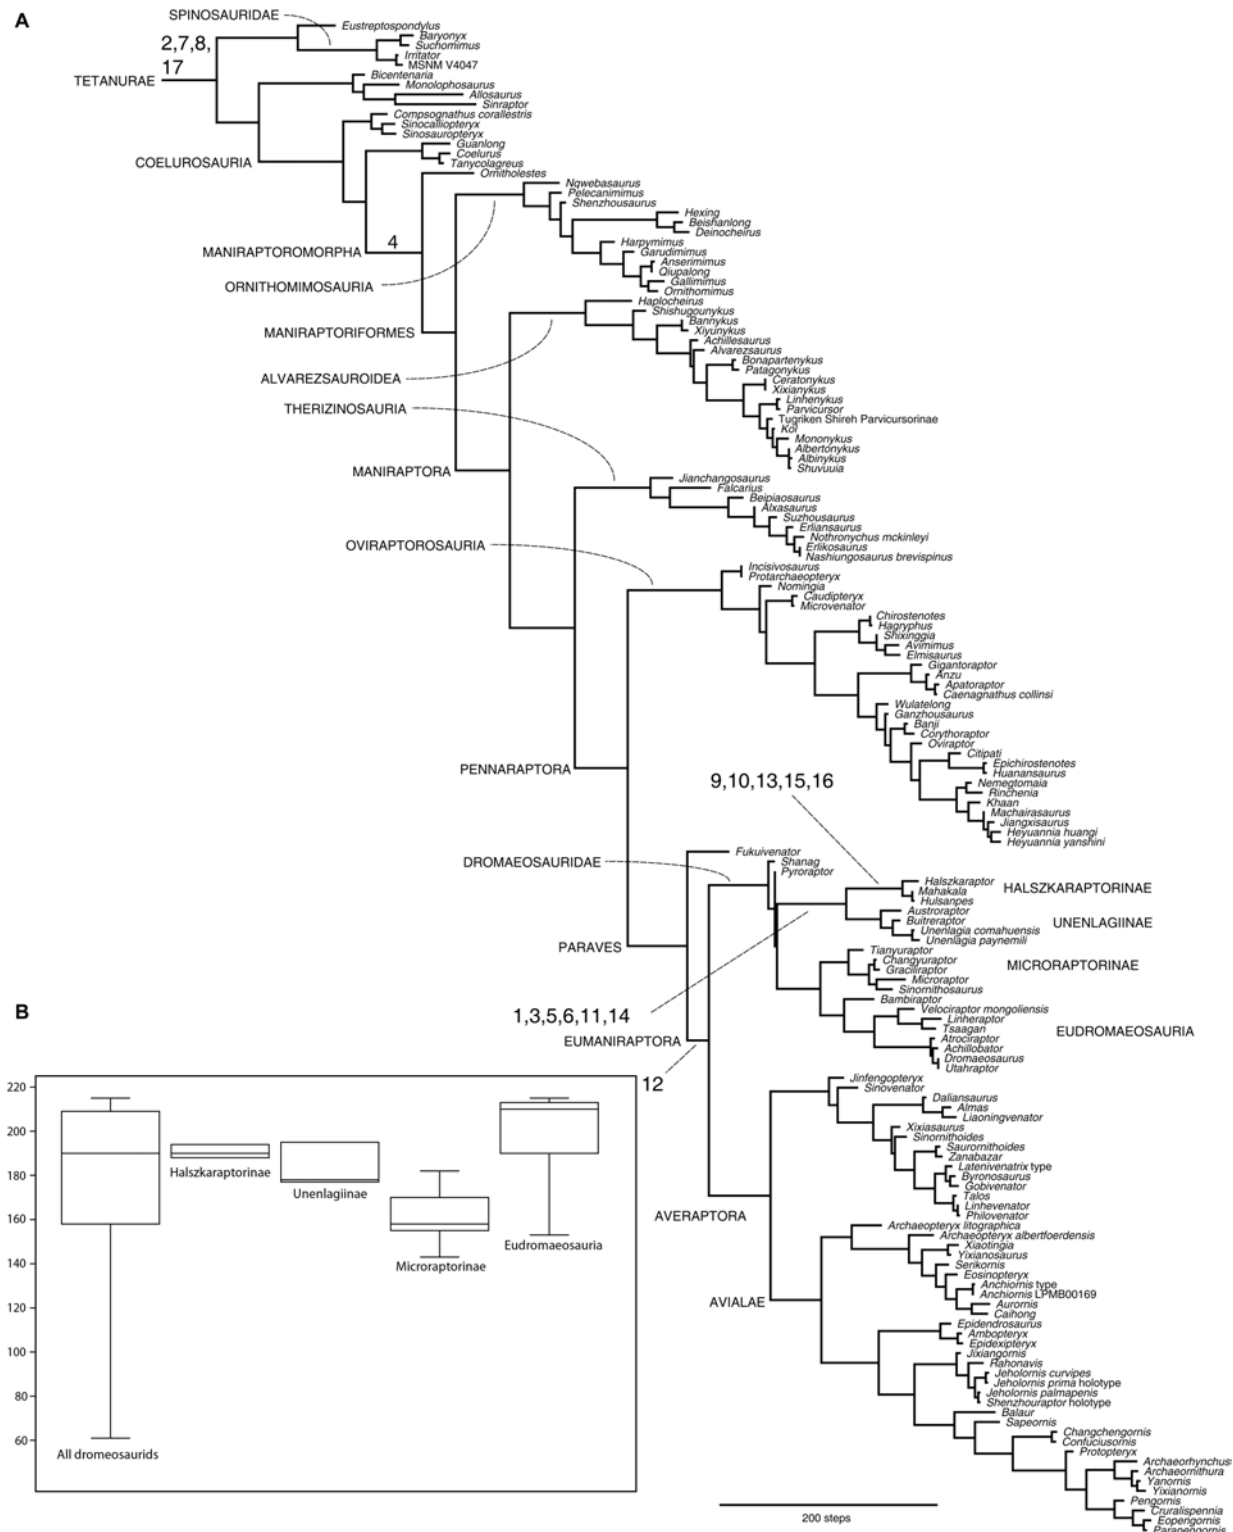 A
SPINOSAURIDAE
Eustreptospondylus
Baryonyx
2,7,8,
Suchomimus
Irritator
17
MSNM V4047
TETANURAE
Bicentenaria
Monolophosaurus
Allosaurus
Sinraptor
Compsognathus corallestris
Sinocalliopteryx
Sinosauropteryx
Guanlong
COELUROSAURIA
Coelurus
Tanycolagreus
Ornitholestes
Nqwebasaurus
Pelecanimimus
Shenzhousaurus
Hexing
Beishanlong
Deinocheirus
4
Harpymimus
MANIRAPTOROMORPHA
Garudimimus
Anserimimus
Qiupalong
Gallimimus
ORNITHOMIMOSAURIA
Ornithomimus
Haplocheirus
Shishugounykus
Bannykus
MANIRAPTORIFORMES
Xiyunykus
Achillesaurus
Alvarezsaurus
Bonapartenykus
Patagonykus
ALVAREZSAUROIDEA
Ceratonykus
Xixianykus
Linhenykus
THERIZINOSAURIA
Parvicursor
Tugriken Shireh Parvicursorinae
Kol
Mononykus
Albertonykus
Albinykus
Shuvuuia
MANIRAPTORA
Jianchangosaurus
Falcarius
Beipiaosaurus
Alxasaurus
Suzhousaurus
Erliansaurus
Nothronychus mckinleyi
OVIRAPTOROSAURIA
Erlikosaurus
Nashiungosaurus brevispinus
Incisivosaurus
Protarchaeopteryx
Nomingia
Caudipteryx
Microvenator
Chirostenotes
Hagryphus
Shixinggia
Avimimus
Elmisaurus
Gigantoraptor
Anzu
Apatoraptor
Caenagnathus collinsi
Wulatelong
Ganzhousaurus
Banji
Corythoraptor
Oviraptor
Citipati
Epichirostenotes
PENNARAPTORA
Huanansaurus
9,10,13,15,16
Nemegtomaia
Rinchenia
Khaan
Machairasaurus
Jiangxisaurus
Heyuannia huangi
Heyuannia yanshini
Fukuivenator
DROMAEOSAURIDAE
Shanag
Pyroraptor
Halszkaraptor
HALSZKARAPTORINAE
Mahakala
Hulsanpes
Austroraptor
Buitreraptor
UNENLAGIINAE
Unenlagia comahuensis
Unenlagia paynemili
PARAVES
Tianyuraptor
Changyuraptor
MICRORAPTORINAE
Graciliraptor
Microraptor
Sinornithosaurus
Bambiraptor
B
Velociraptor mongoliensis
1,3,5,6,11,14
Linheraptor
Tsaagan
EUDROMAEOSAURIA
EUMANIRAPTORA
Atrociraptor
Achillobator
Dromaeosaurus
Utahraptor
12
Jinfengopteryx
Sinovenator
Daliansaurus
Almas
Liaoningvenator
Xixiasaurus
Sinornithoides
Saurornithoides
Zanabazar
Latenivenatrix type
Byronosaurus
Gobivenator
Talos
Linhevenator
Philovenator
AVERAPTORA
Archaeopteryx litographica
Archaeopteryx albertfoerdensis
Xiaotingia
Yixianosaurus
Serikornis
Eosinopteryx
Anchiornis type
Anchiornis LPMB00169
AVIALAE
Aurornis
Caihong
Epidendrosaurus
Ambopteryx
Epidexipteryx
Jixiangornis
Rahonavis
Jeholornis curvipes
Jeholornis prima holotype
Jeholornis palmapenis
Shenzhouraptor holotype
Balaur
Sapeornis
Changchengornis
Confuciusornis
Protopteryx
Archaeorhynchus
Archaeornithura
Yanornis
Yixianornis
Pengornis
Cruralispennia
Eopengornis
Parapengornis
200 steps
220
200
180
160
140
120
100
80
60
All dromeosaurids
Halszkaraptorinae
Unenlagiinae
Microraptorinae
Eudromaeosauria